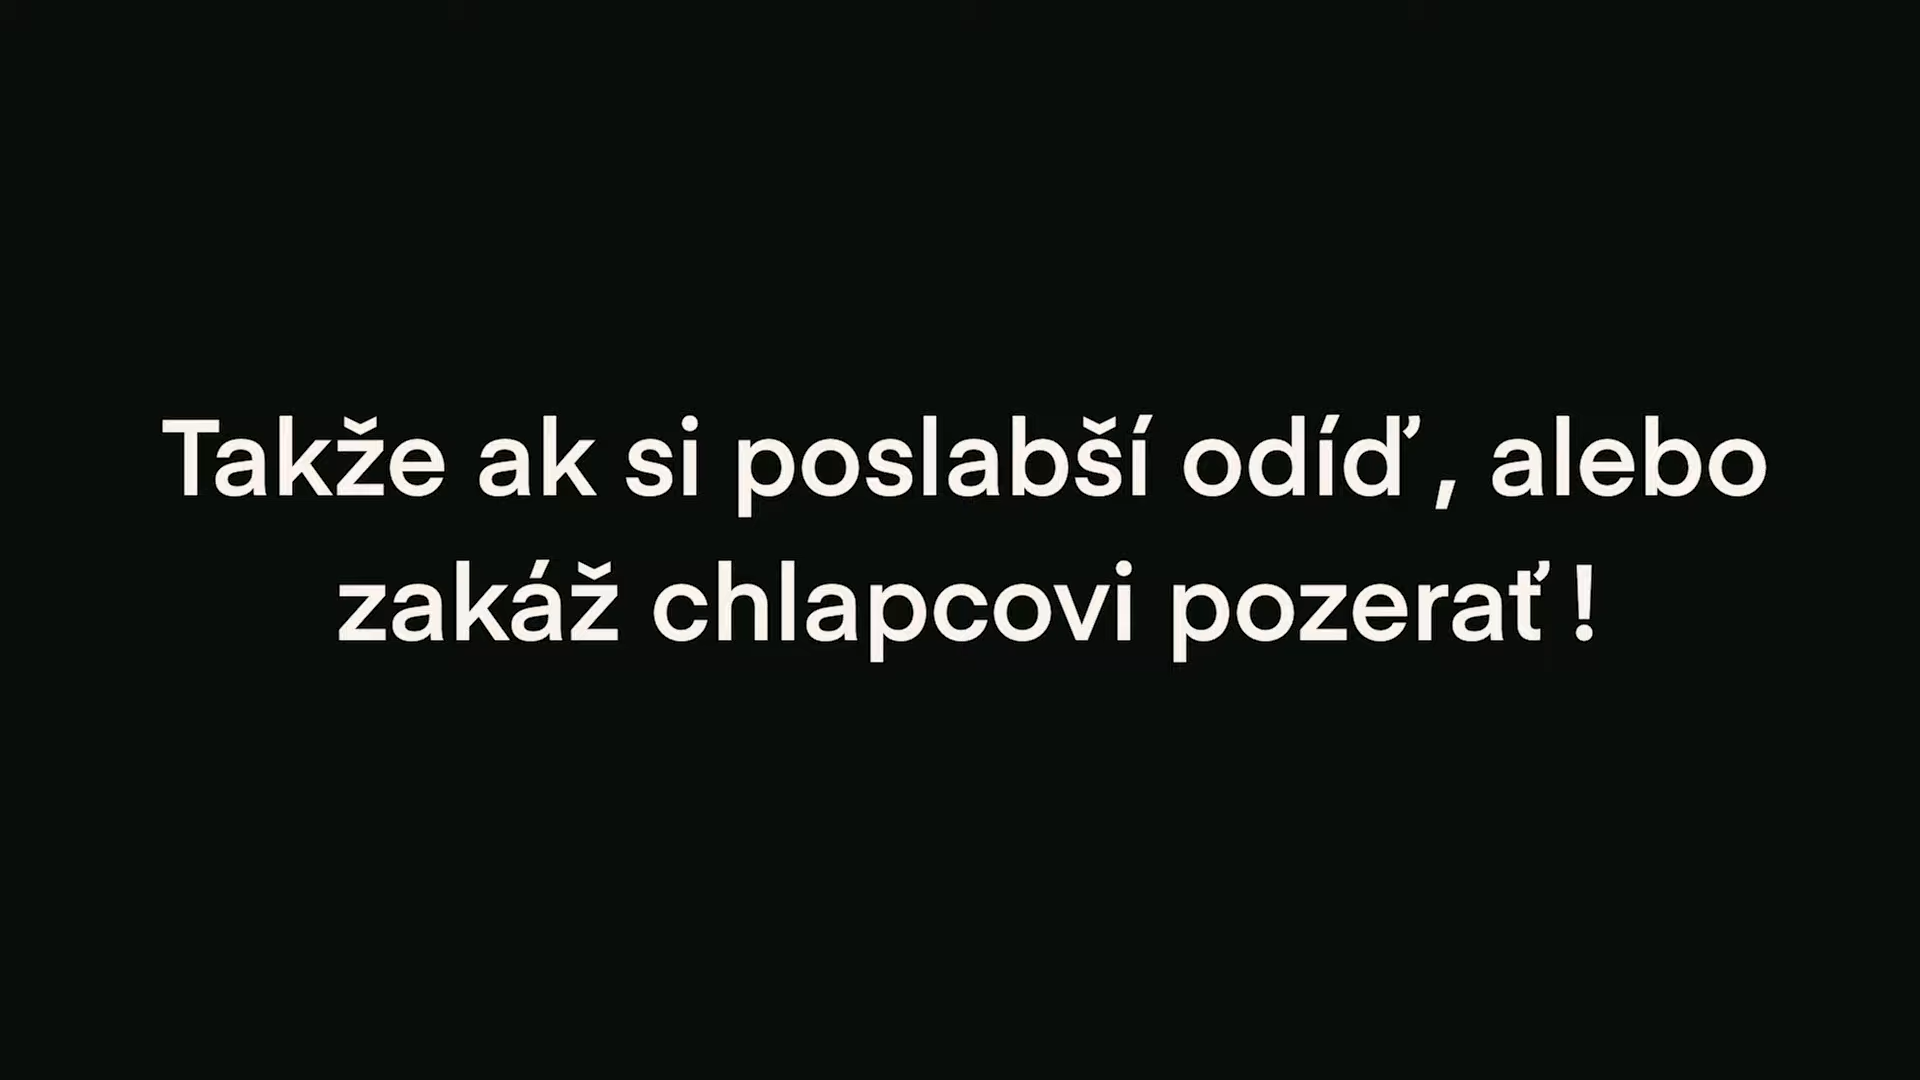 Takže ak si poslabší odíď , alebo
zakáž chlapcovi pozerať !